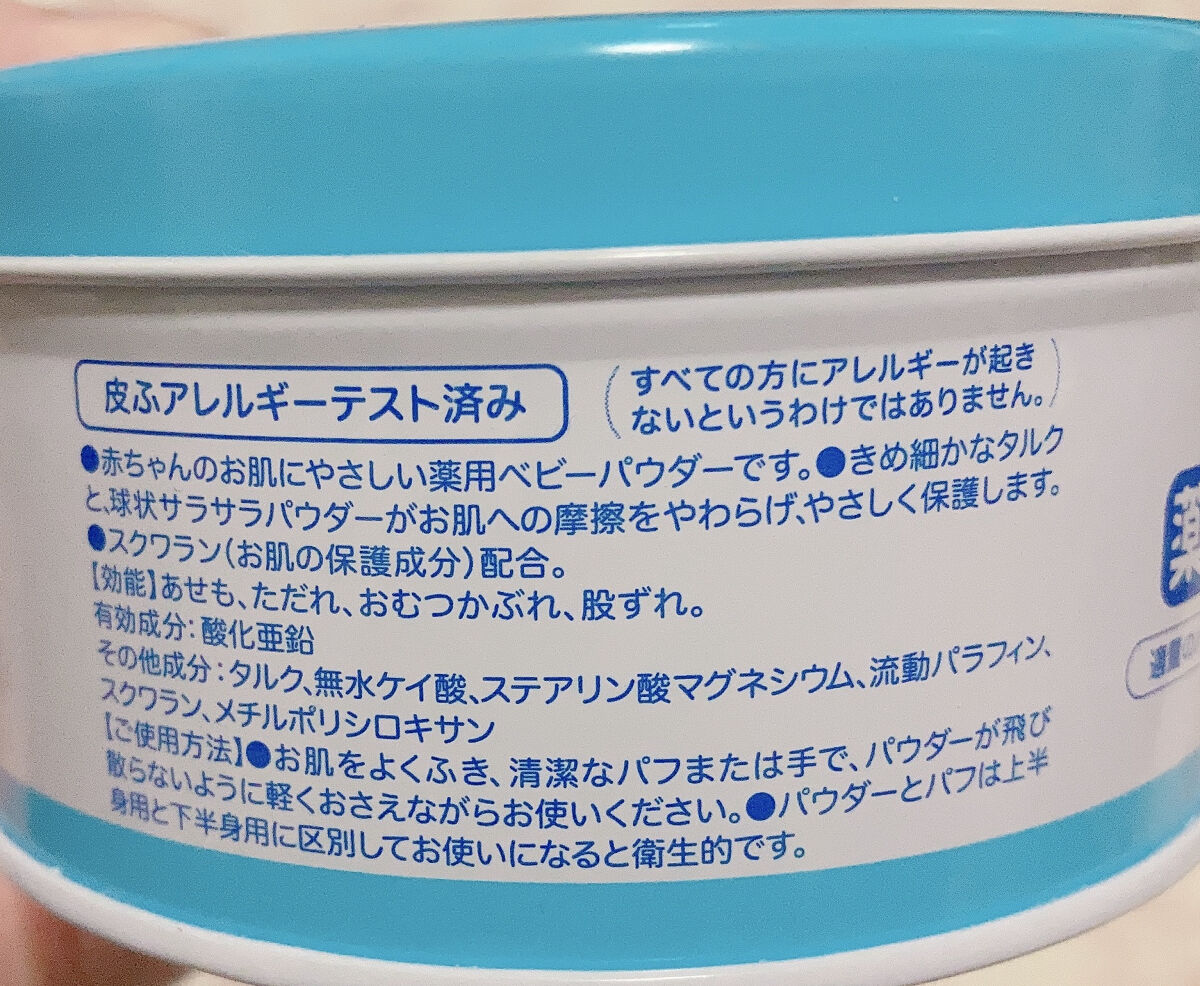 皮ふアレルギーテスト済み
(すべての方にアレルギーが起き
ないというわけではありません。)
●赤ちゃんのお肌にやさしい薬用ベビーパウダーです。●きめ細かなタルク
と、球状サラサラパウダーがお肌への摩擦をやわらげ、やさしく保護します。
●スクワラン(お肌の保護成分)配合。
【効能】あせも、ただれ、おむつかぶれ、股ずれ。
有効成分:酸化亜鉛
その他成分:タルク、無水ケイ酸、ステアリン酸マグネシウム、流動パラフィン、
スクワラン、メチルポリシロキサン
【ご使用方法】●お肌をよくふき、清潔なパフまたは手で、パウダーが飛び
散らないように軽くおさえながらお使いください。●パウダーとパフは上半
身用と下半身用に区別してお使いになると衛生的です。
薬
適量の